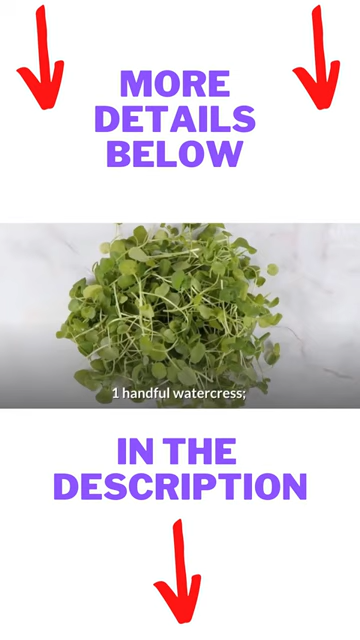 MORE
DETAILS
BELOW
1 handful watercress;
IN THE
DESCRIPTION